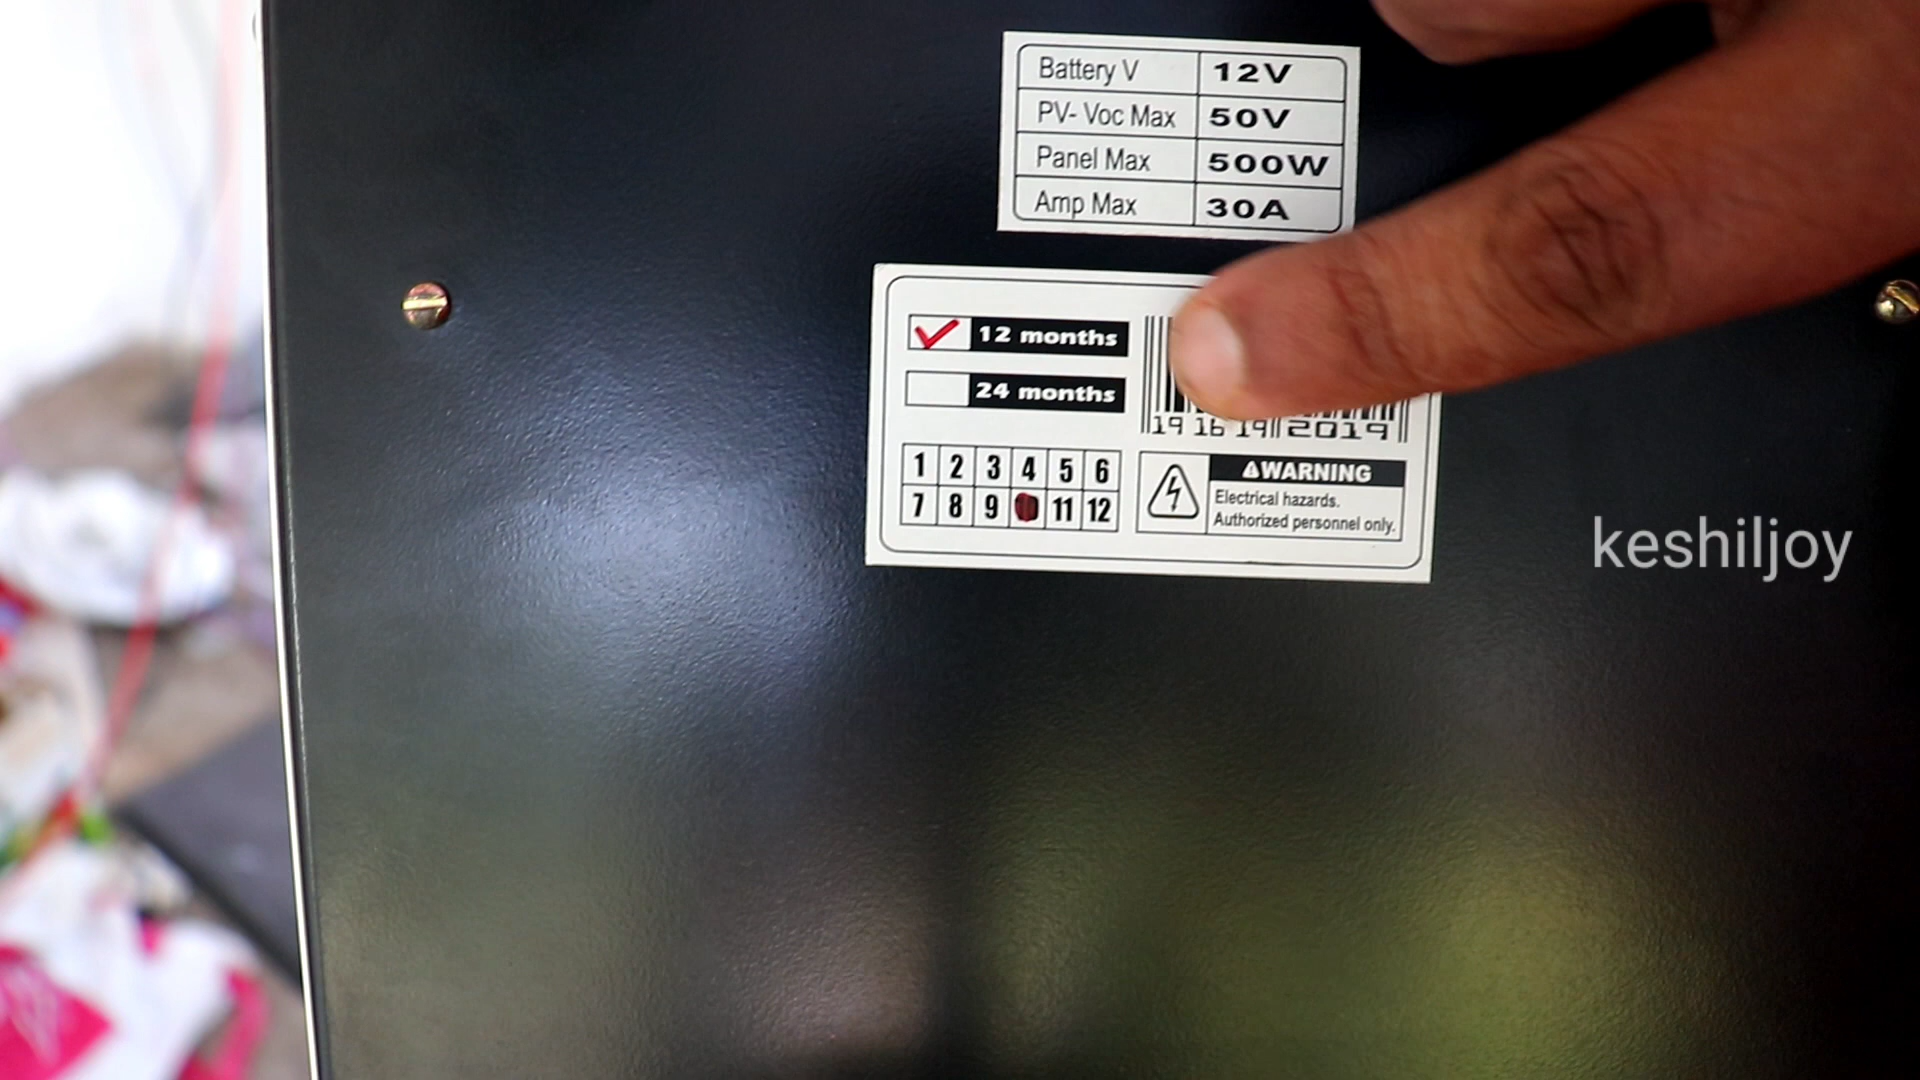 Battery V 12V
PV- Voc Max 50V
Panel Max 500W
Amp Max 30A
12 months
24 months
19 16 19 2019
1 2 3 4 5 6
7 8 9 11 12
WARNING
Electrical hazards.
Authorized personnel only.
keshiljoy